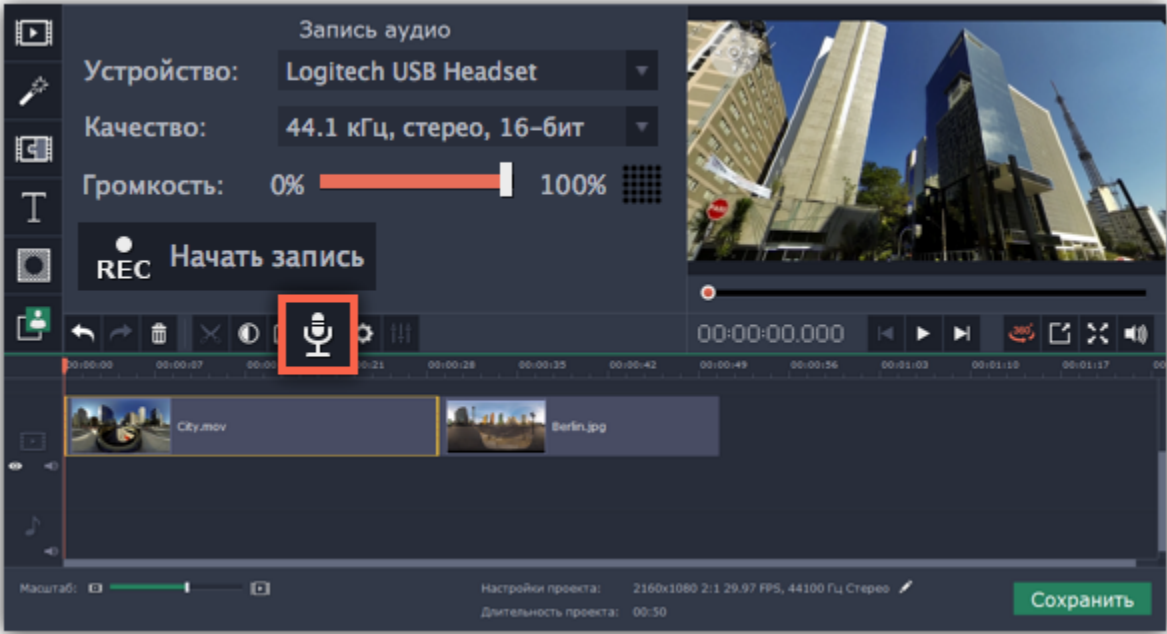 Запись аудио
Устройство: Logitech USB Headset
Качество: 44.1 кГц, стерео, 16-бит
Громкость: 0% 100%
REC Начать запись
T
00:00:00.000
360°
00:00:00 00:00:07 00:21 00:00:28 00:00:35 00:00:42 00:00:49 00:00:56 00:01:03 00:01:10 00:01:17
City.mov Berlin.jpg
Масштаб: Настройки проекта: 2160x1080 2:1 29.97 FPS, 44100 Гц Стерео
Длительность проекта: 00:50
Сохранить